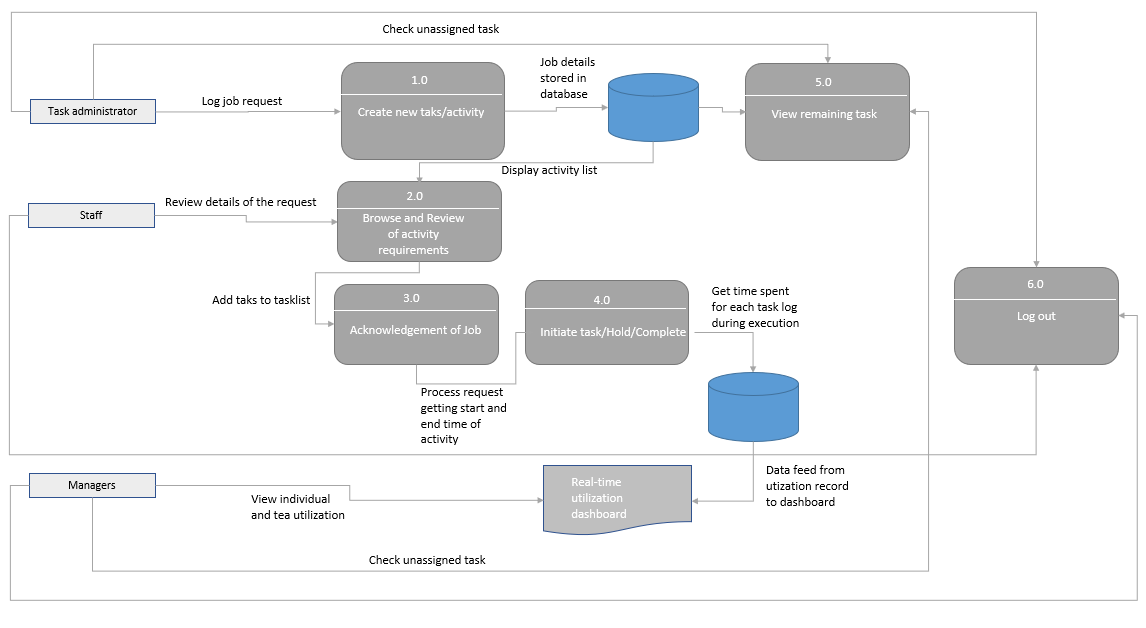 Check unassigned task
Task administrator
Log job request
1.0
Create new taks/activity
Job details
stored in
database
5.0
View remaining task
Display activity list
Staff
Review details of the request
2.0
Browse and Review
of activity
requirements
Add taks to tasklist
3.0
Acknowledgement of Job
4.0
Initiate task/Hold/Complete
Get time spent
for each task log
during execution
6.0
Log out
Process request
getting start and
end time of
activity
Managers
View individual
and tea utilization
Real-time
utilization
dashboard
Data feed from
utization record
to dashboard
Check unassigned task